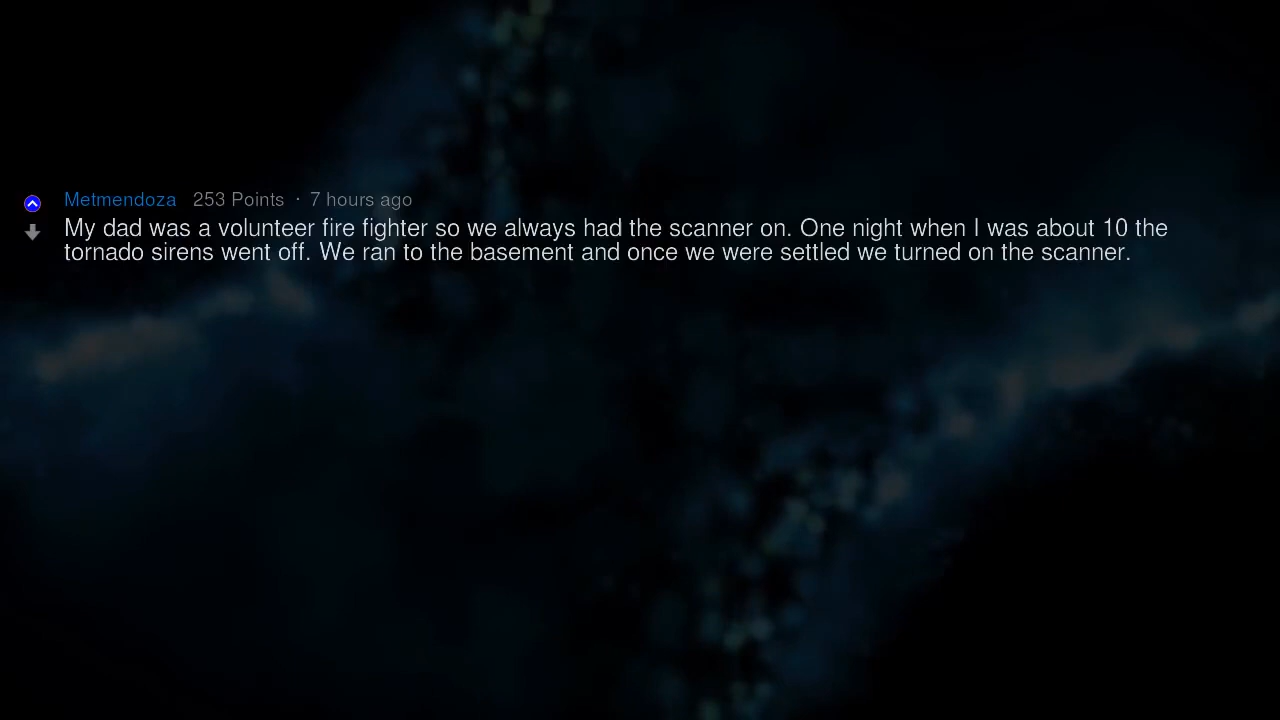 Metmendoza 253 Points · 7 hours ago
My dad was a volunteer fire fighter so we always had the scanner on. One night when I was about 10 the
tornado sirens went off. We ran to the basement and once we were settled we turned on the scanner.